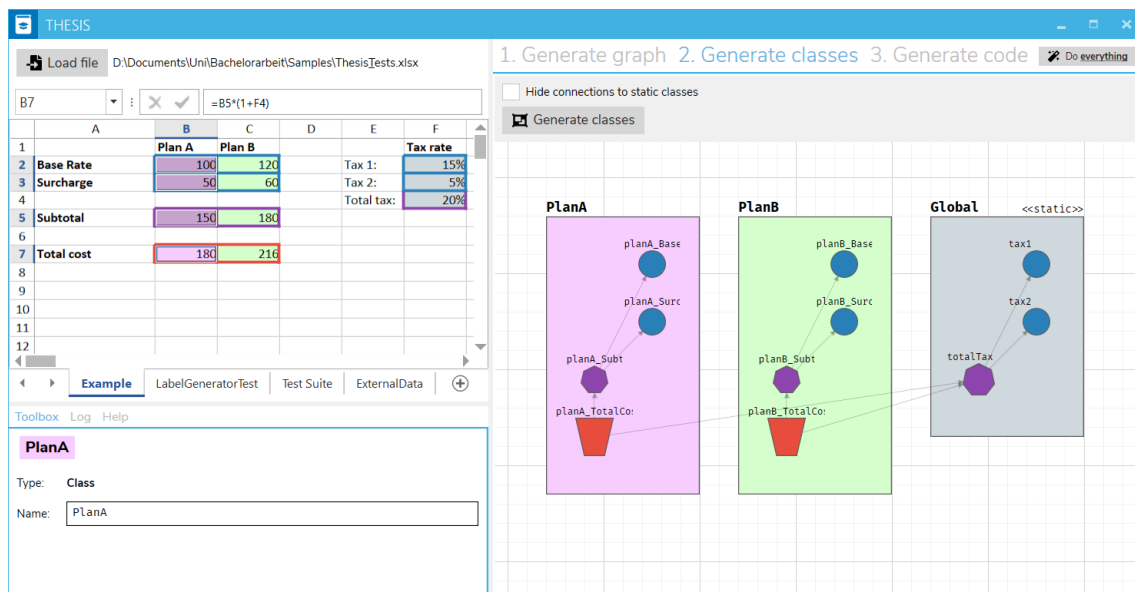 THESIS
Load file D:\Documents\Uni\Bachelorarbeit\Samples\ThesisTests.xlsx
B7 =B5*(1+F4)
A B C D E F
1 Plan A Plan B Tax rate
2 Base Rate 100 120 Tax 1: 15%
3 Surcharge 50 60 Tax 2: 5%
4 Total tax: 20%
5 Subtotal 150 180
6
7 Total cost 180 216
8
9
10
11
12
Example LabelGeneratorTest Test Suite ExternalData
Toolbox Log Help
PlanA
Type: Class
Name: PlanA
1. Generate graph 2. Generate classes 3. Generate code Do everything
Hide connections to static classes
Generate classes
PlanA PlanB Global <<static>>
planA_Base planB_Base tax1
planA_Surc planB_Surc tax2
planA_Subt planB_Subt totalTax
planA_TotalCo planB_TotalCo